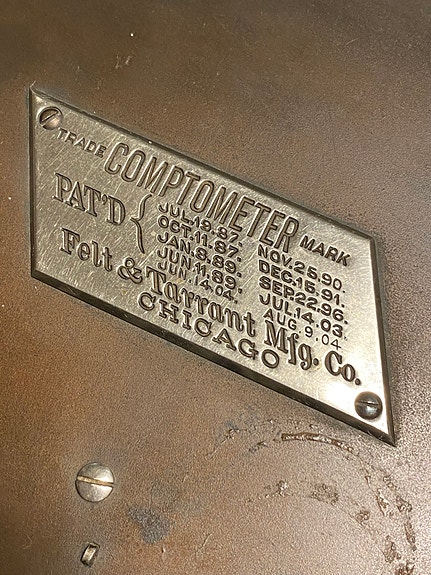 TRADE COMPTOMETER MARK
PAT'D
JUL.19.87. NOV.25.90.
OCT.11.87. DEC.15.91.
JAN.8.89. SEP.22.96.
JUN.11.89. JUL.14.03.
JUN.14.04. AUG.9.04
Felt & Tarrant Mfg. Co.
CHICAGO